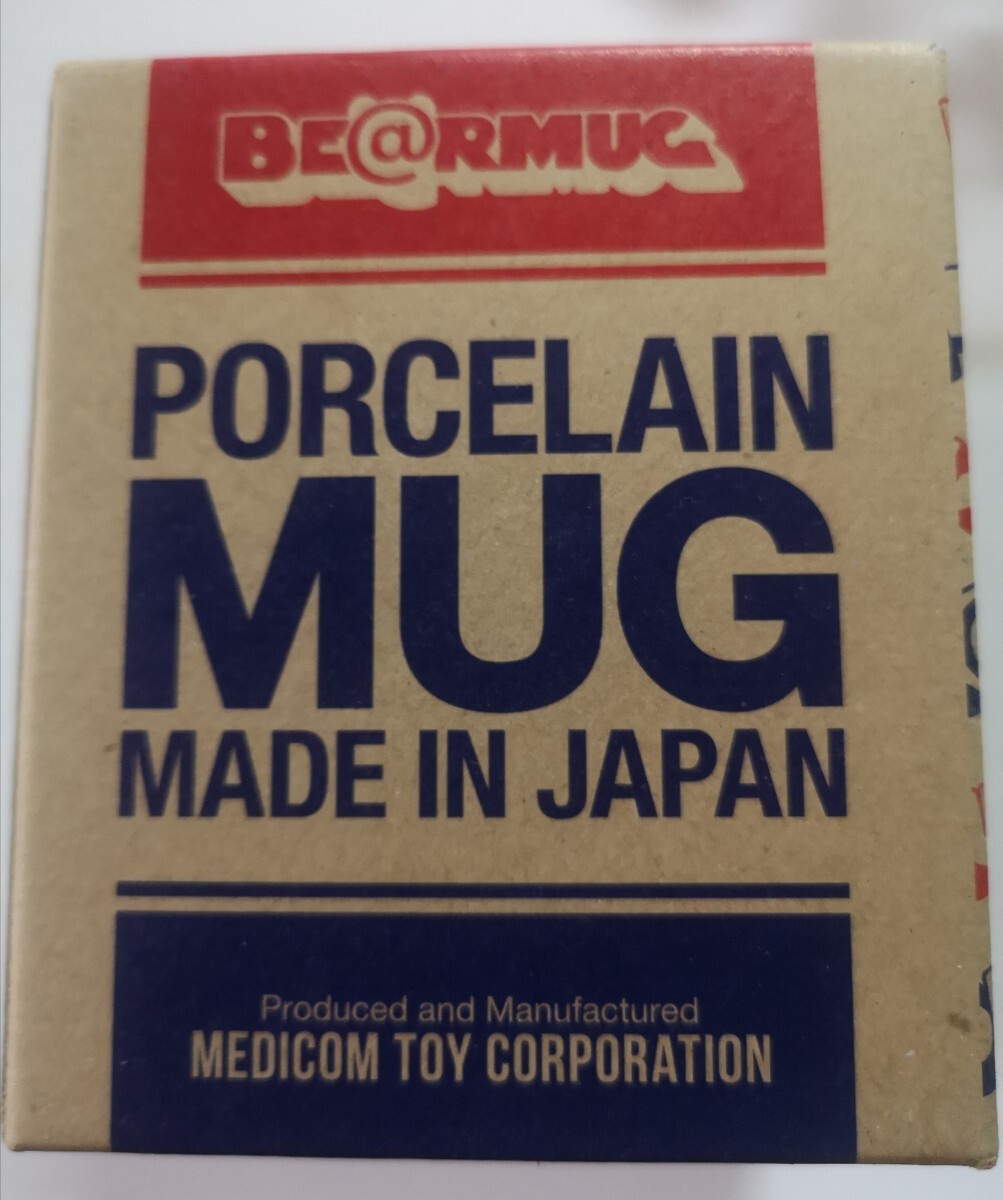 BE@RMUG
PORCELAIN
MUG
MADE IN JAPAN
Produced and Manufactured
MEDICOM TOY CORPORATION